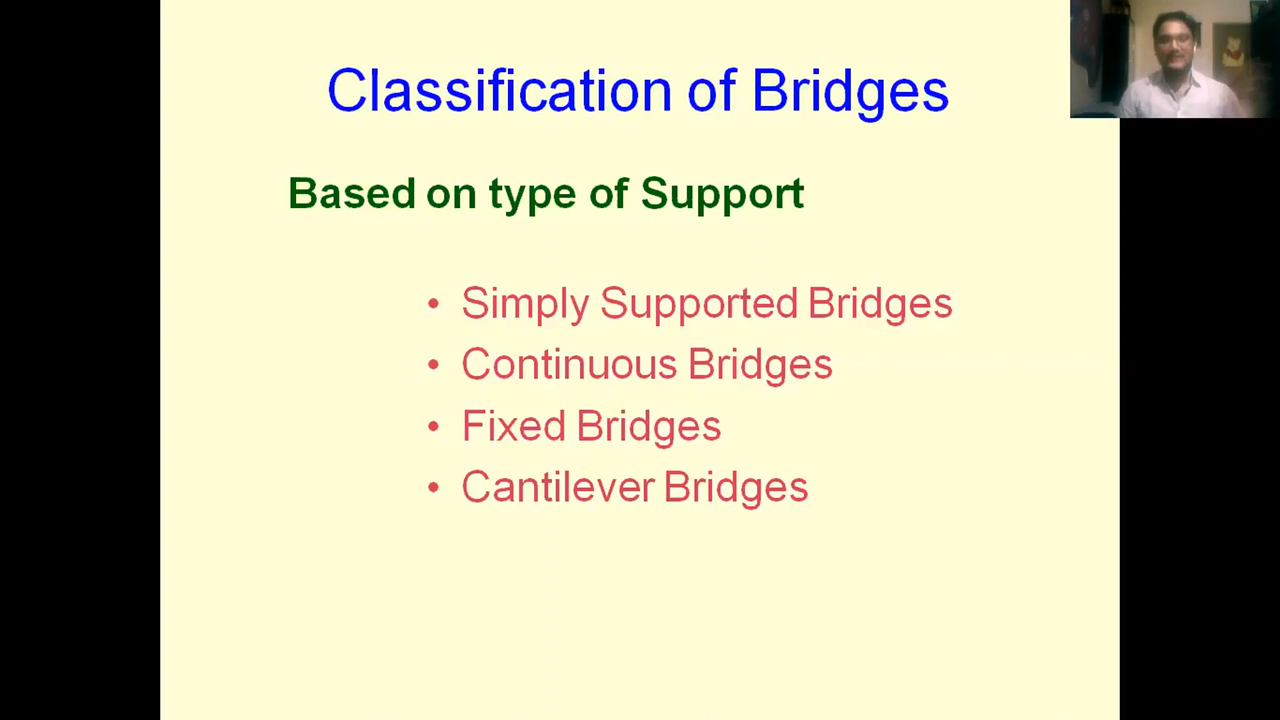 Classification of Bridges
Based on type of Support
• Simply Supported Bridges
• Continuous Bridges
• Fixed Bridges
• Cantilever Bridges